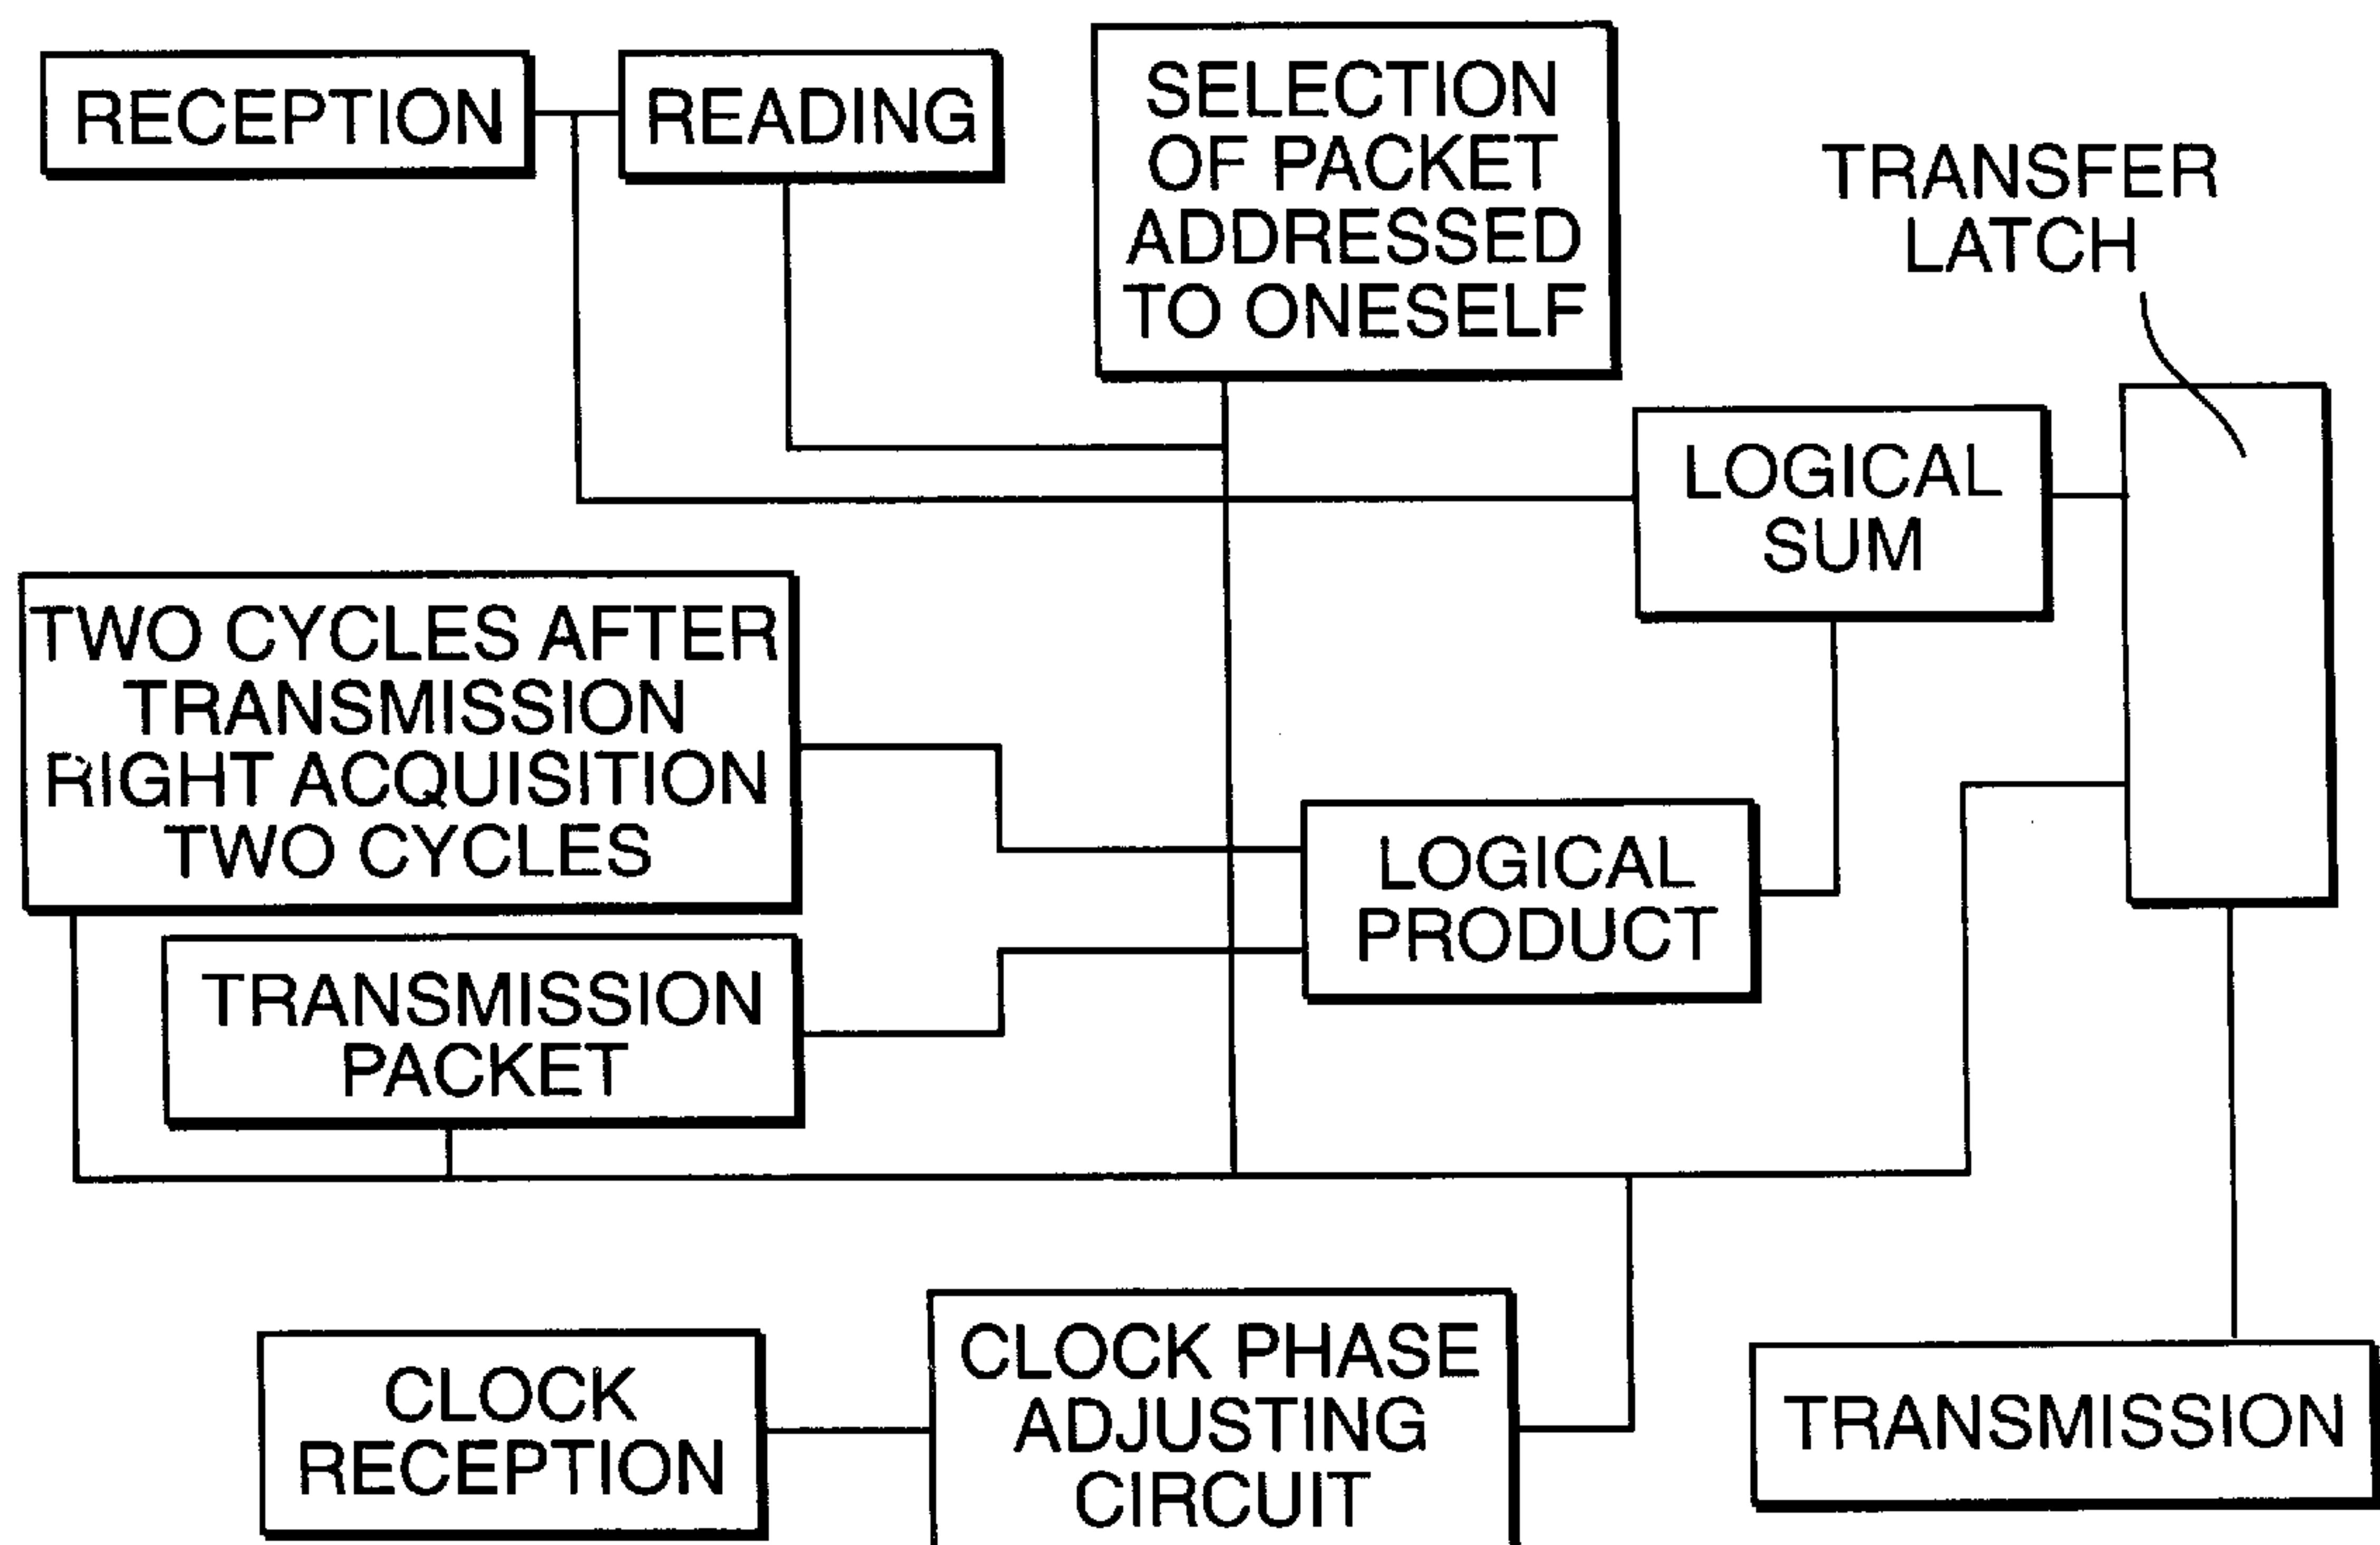 RECEPTION
READING
SELECTION
OF PACKET
ADDRESSED
TO ONESELF
TRANSFER
LATCH
LOGICAL
SUM
TWO CYCLES AFTER
TRANSMISSION
RIGHT ACQUISITION
TWO CYCLES
LOGICAL
PRODUCT
TRANSMISSION
PACKET
CLOCK
RECEPTION
CLOCK PHASE
ADJUSTING
CIRCUIT
TRANSMISSION